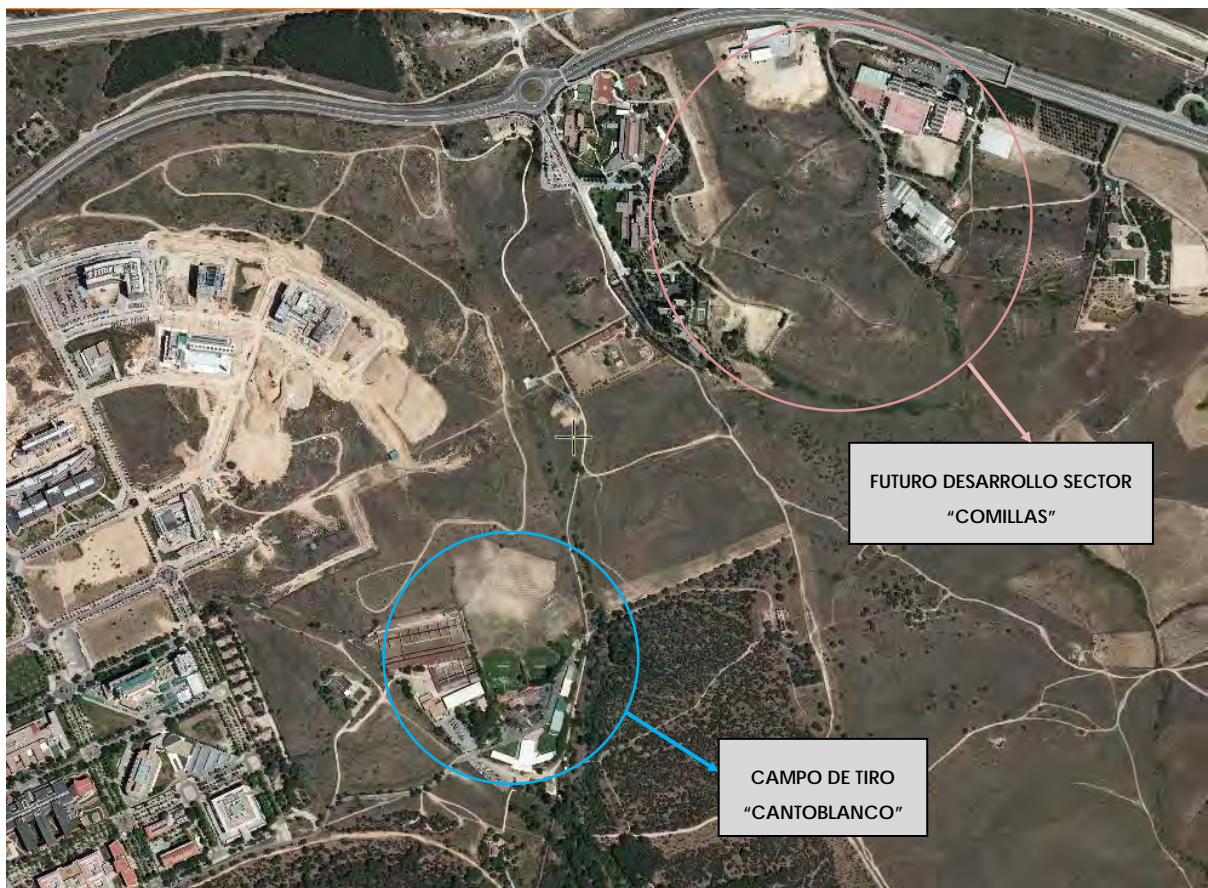 FUTURO DESARROLLO SECTOR
“COMILLAS”
CAMPO DE TIRO
“CANTOBLANCO”